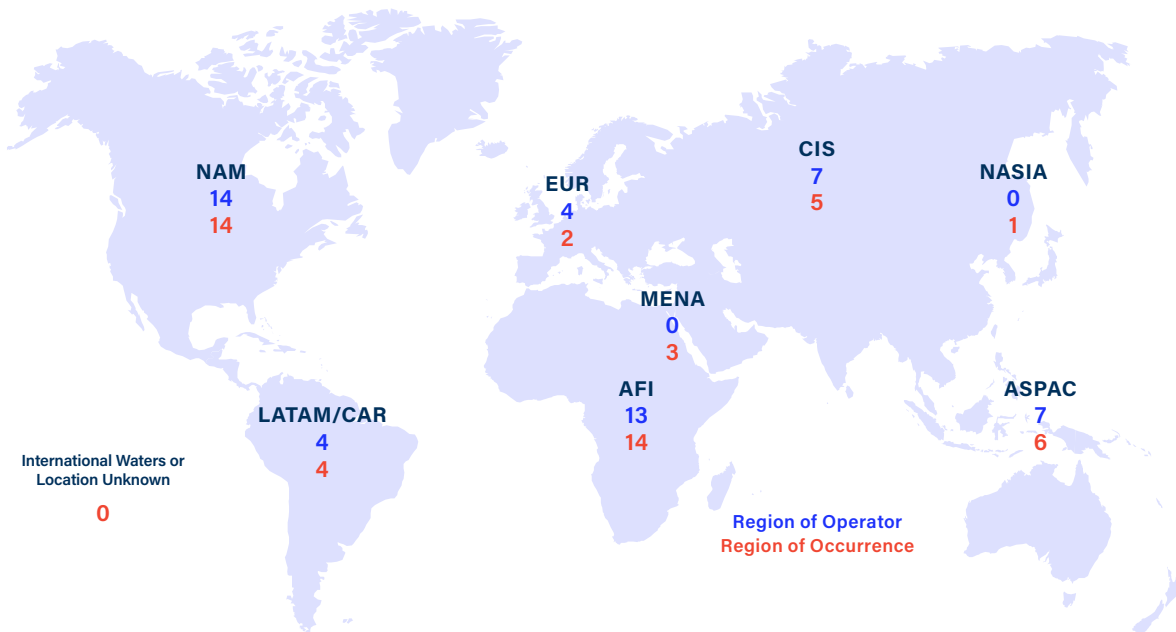 NAM
14
14
EUR
4
2
CIS
7
5
NASIA
0
1
MENA
0
3
AFI
13
14
ASPAC
7
6
LATAM/CAR
4
4
International Waters or
Location Unknown
0
Region of Operator
Region of Occurrence